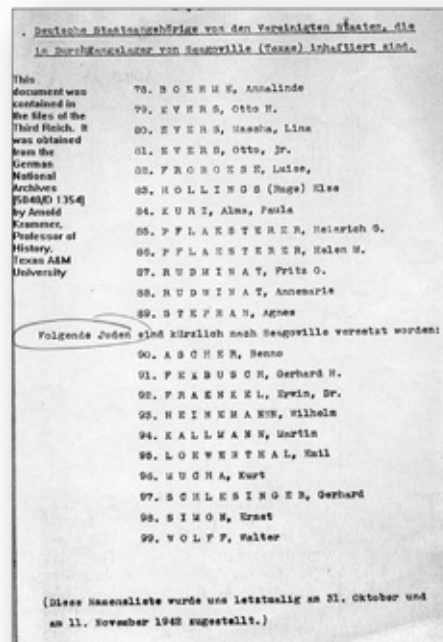 Deutsche Staatsangehörige von den Vereinigten Staaten, die
in Durchganglager von Seagoville (Texas) inhaftiert sind.
This
document was
contained in
the files of the
Third Reich. It
was obtained
from the
German
National
Archives
[5049/D 1354]
by Arnold
Krammer,
Professor of
History.
Texas A&M
University
78. B O E H M E, Annalinde
79. E V E R S, Otto H.
80. E V E R S, Lina
81. E V E R S, Otto, Jr.
82. F R O B O E S E, Luise,
83. H O L L I N G S (Hage) Else
84. K U R Z, Alma, Paula
85. P F L A E S T E R E R, Heinrich G.
86. P F L A E S T E R E R, Helen M.
87. R U D W I N A T, Fritz O.
88. R U D W I N A T, Annemarie
89. S T E P H A N, Agnes
Folgende Juden sind kürzlich nach Seagoville versetzt worden:
90. A S C H E R, Benno
91. F E X B U S C H, Gerhard H.
92. F R A E N K E L, Erwin, Dr.
93. H E I N E M A N N, Wilhelm
94. K A L L M A N N, Martin
95. L O E W E N T H A L, Emil
96. M U C H A, Kurt
97. S C H L E S I N G E R, Gerhard
98. S I M O N, Ernst
99. W O L F F, Walter
(Diese Namensliste wurde uns letztmalig am 31. Oktober und
am 11. November 1942 zugestellt.)